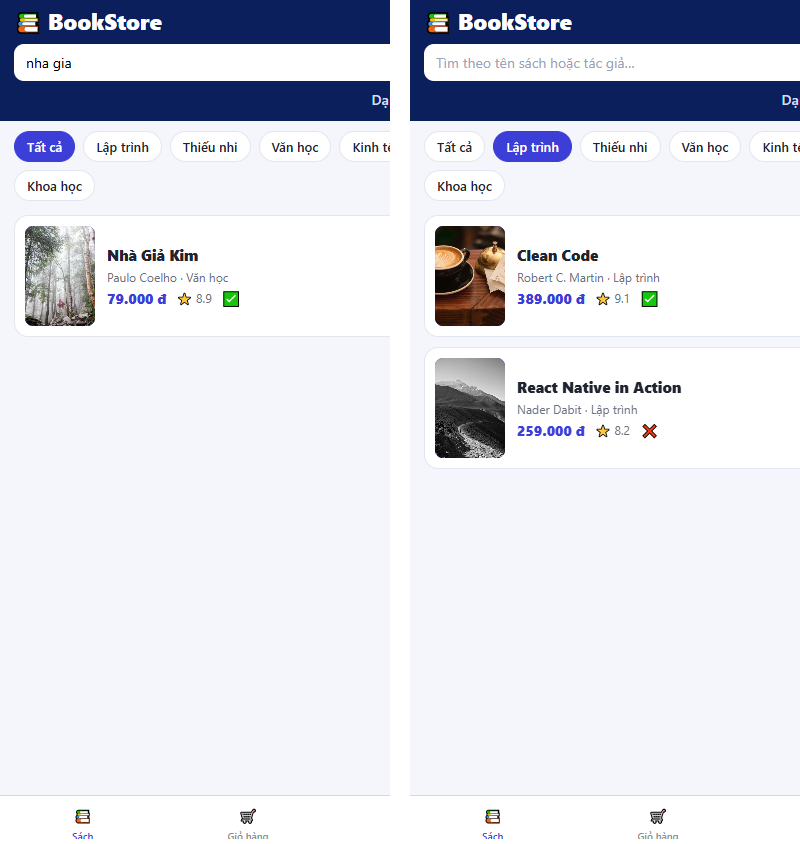 BookStore
nha gia
Dạ
Tất cả
Lập trình
Thiếu nhi
Văn học
Kinh tế
Khoa học
Nhà Giả Kim
Paulo Coelho · Văn học
79.000 đ ⭐ 8.9 ✅
Sách
Giỏ hàng
BookStore
Tìm theo tên sách hoặc tác giả...
Dạ
Tất cả
Lập trình
Thiếu nhi
Văn học
Kinh tế
Khoa học
Clean Code
Robert C. Martin · Lập trình
389.000 đ ⭐ 9.1 ✅
React Native in Action
Nader Dabit · Lập trình
259.000 đ ⭐ 8.2 ❌
Sách
Giỏ hàng